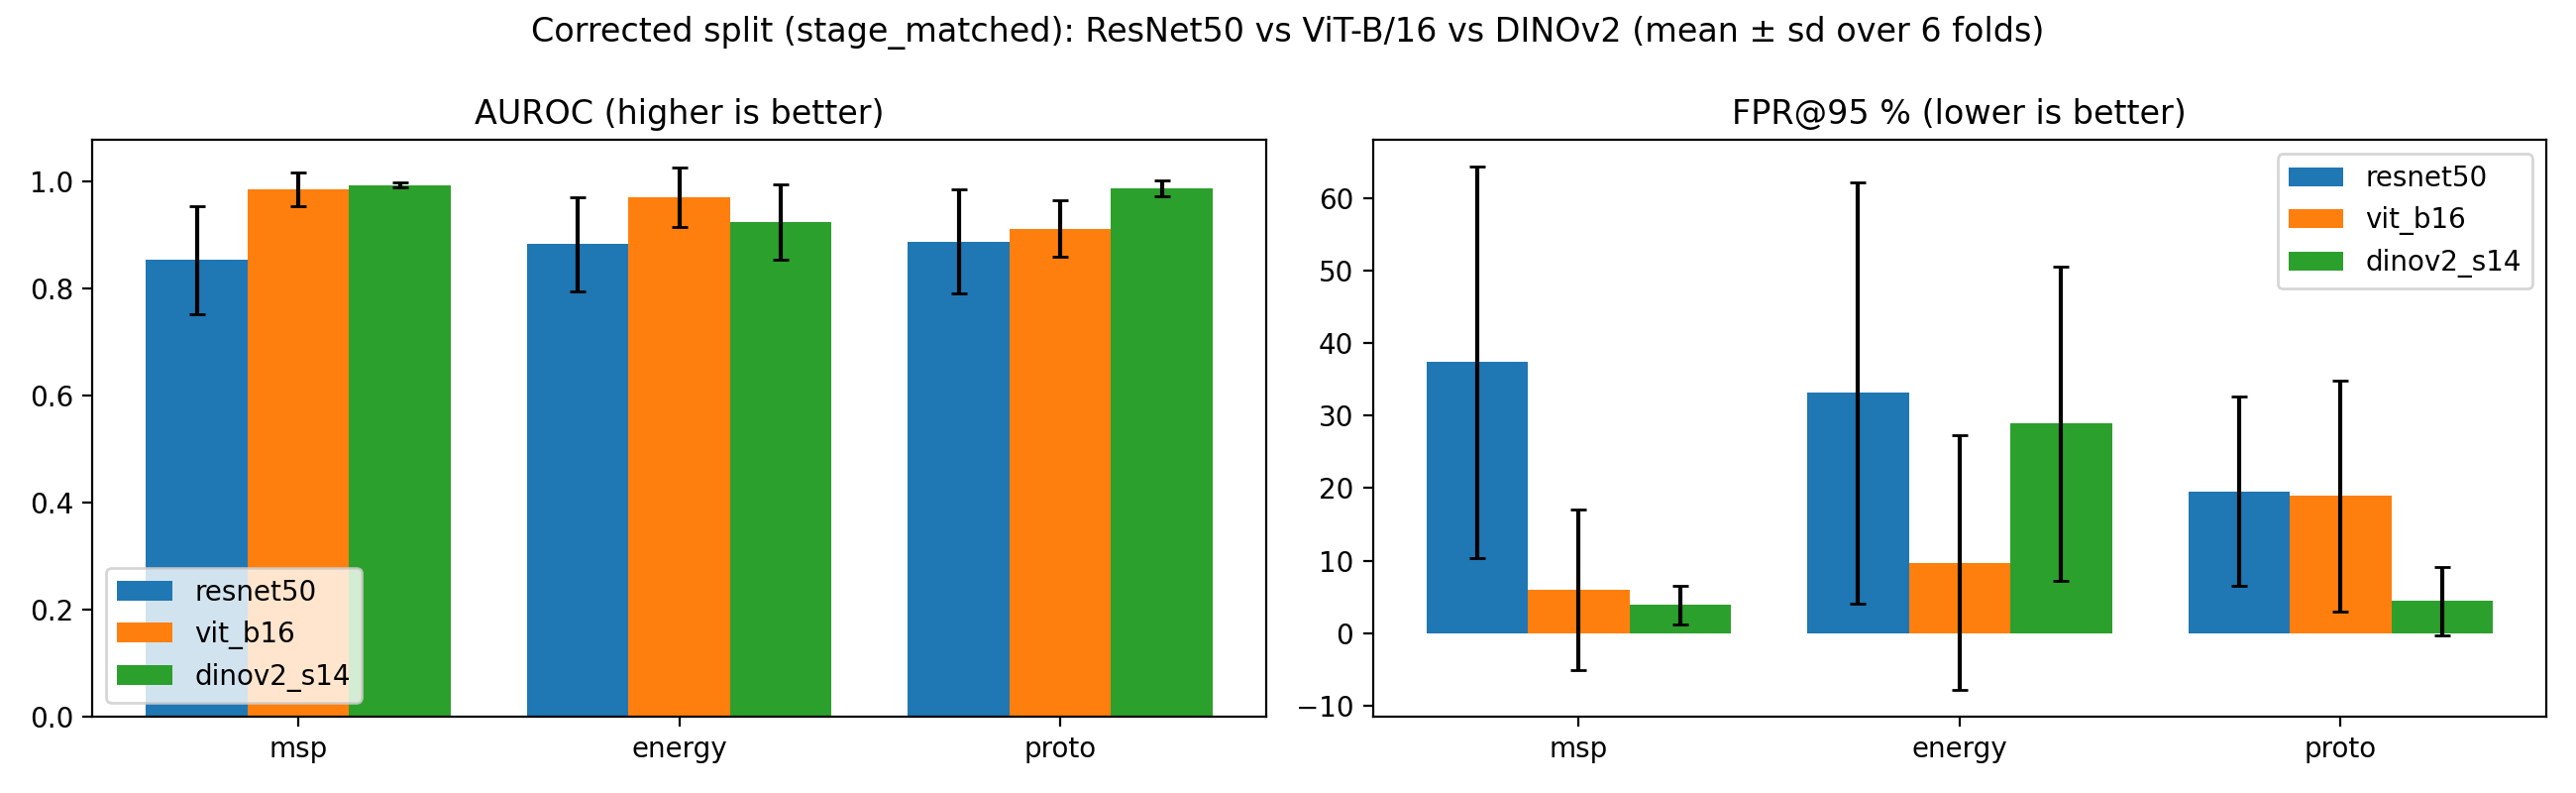 Corrected split (stage_matched): ResNet50 vs ViT-B/16 vs DINOv2 (mean ± sd over 6 folds)
AUROC (higher is better)
1.0
0.8
0.6
0.4
0.2
0.0
resnet50
vit_b16
dinov2_s14
msp
energy
proto
FPR@95 % (lower is better)
60
50
40
30
20
10
0
−10
resnet50
vit_b16
dinov2_s14
msp
energy
proto